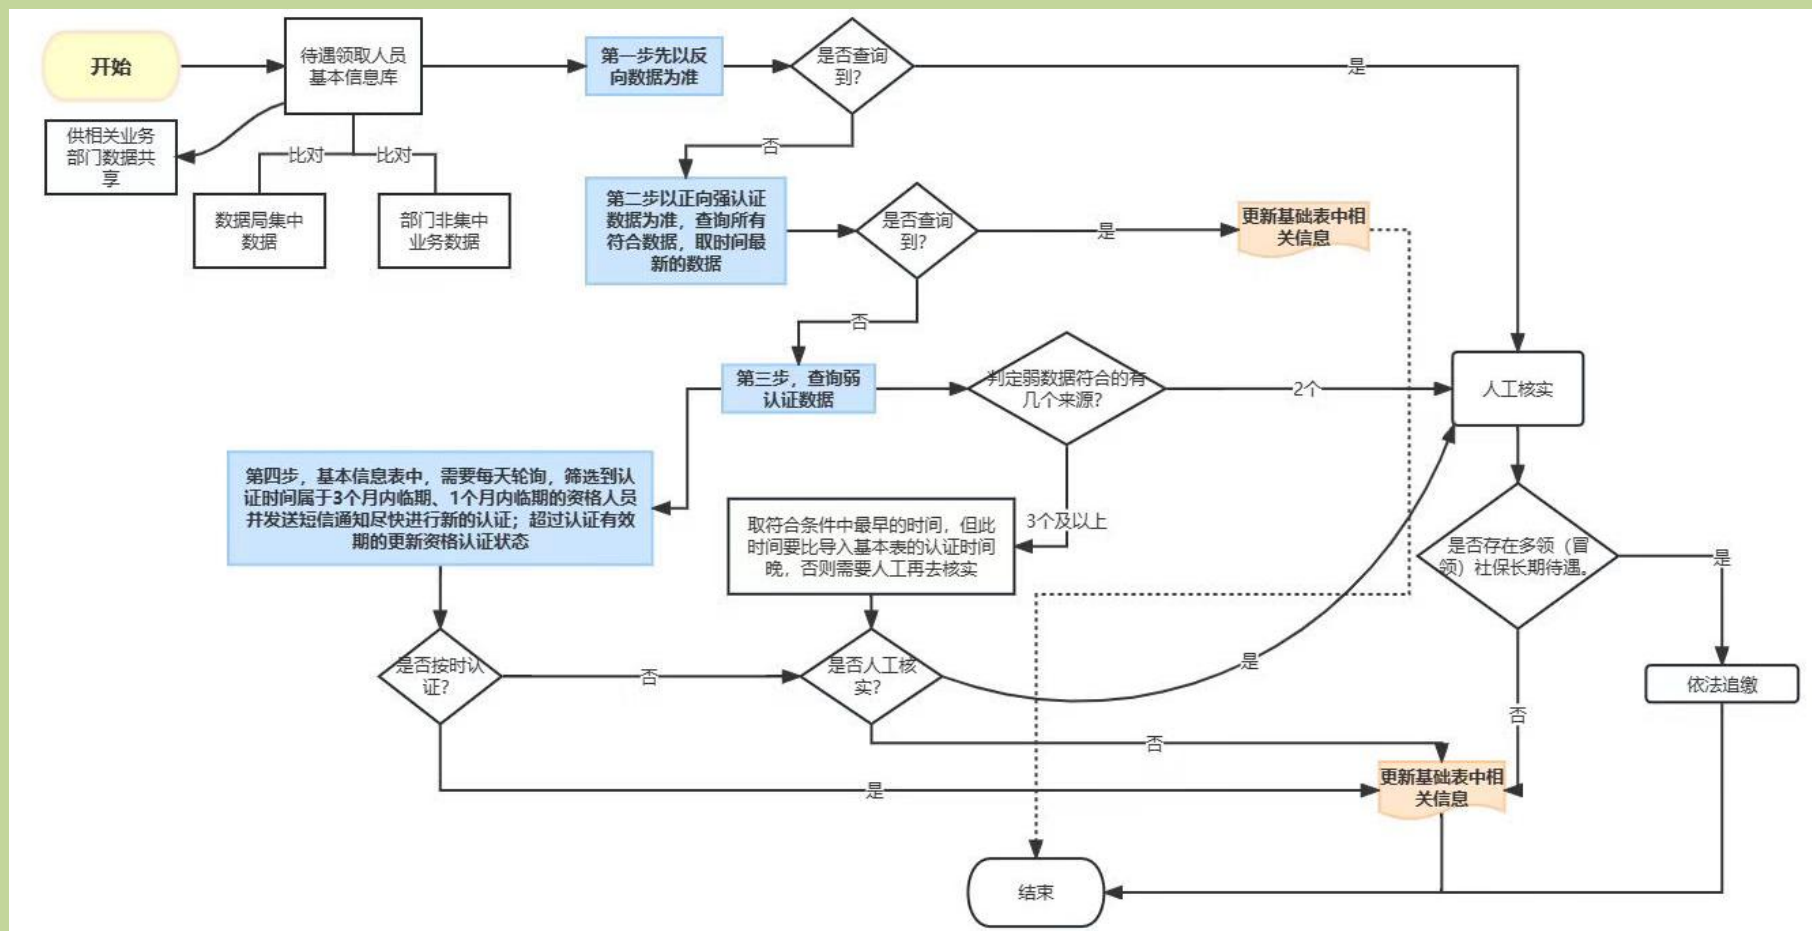 开始
待遇领取人员
基本信息库
第一步先以反
向数据为准
是否查询
到?
是
供相关业务
部门数据共
享
比对
比对
否
数据局集中
数据
部门非集中
业务数据
第二步以正向强认证
数据为准，查询所有
符合数据，取时间最
新的数据
是否查询
到?
是
更新基础表中相
关信息
否
第三步，查询弱
认证数据
判定弱数据符合的有
几个来源?
2个
人工核实
第四步，基本信息表中，需要每天轮询，筛选到认
证时间属于3个月内临期、1个月内临期的资格人员
并发送短信通知尽快进行新的认证；超过认证有效
期的更新资格认证状态
取符合条件中最早的时间，但此
时间要比导入基本表的认证时间
晚，否则需要人工再去核实
3个及以上
是否存在多领（冒
领）社保长期待遇。
是
是否按时认
证?
否
是否人工核
实?
是
依法追缴
否
否
是
更新基础表中相
关信息
结束